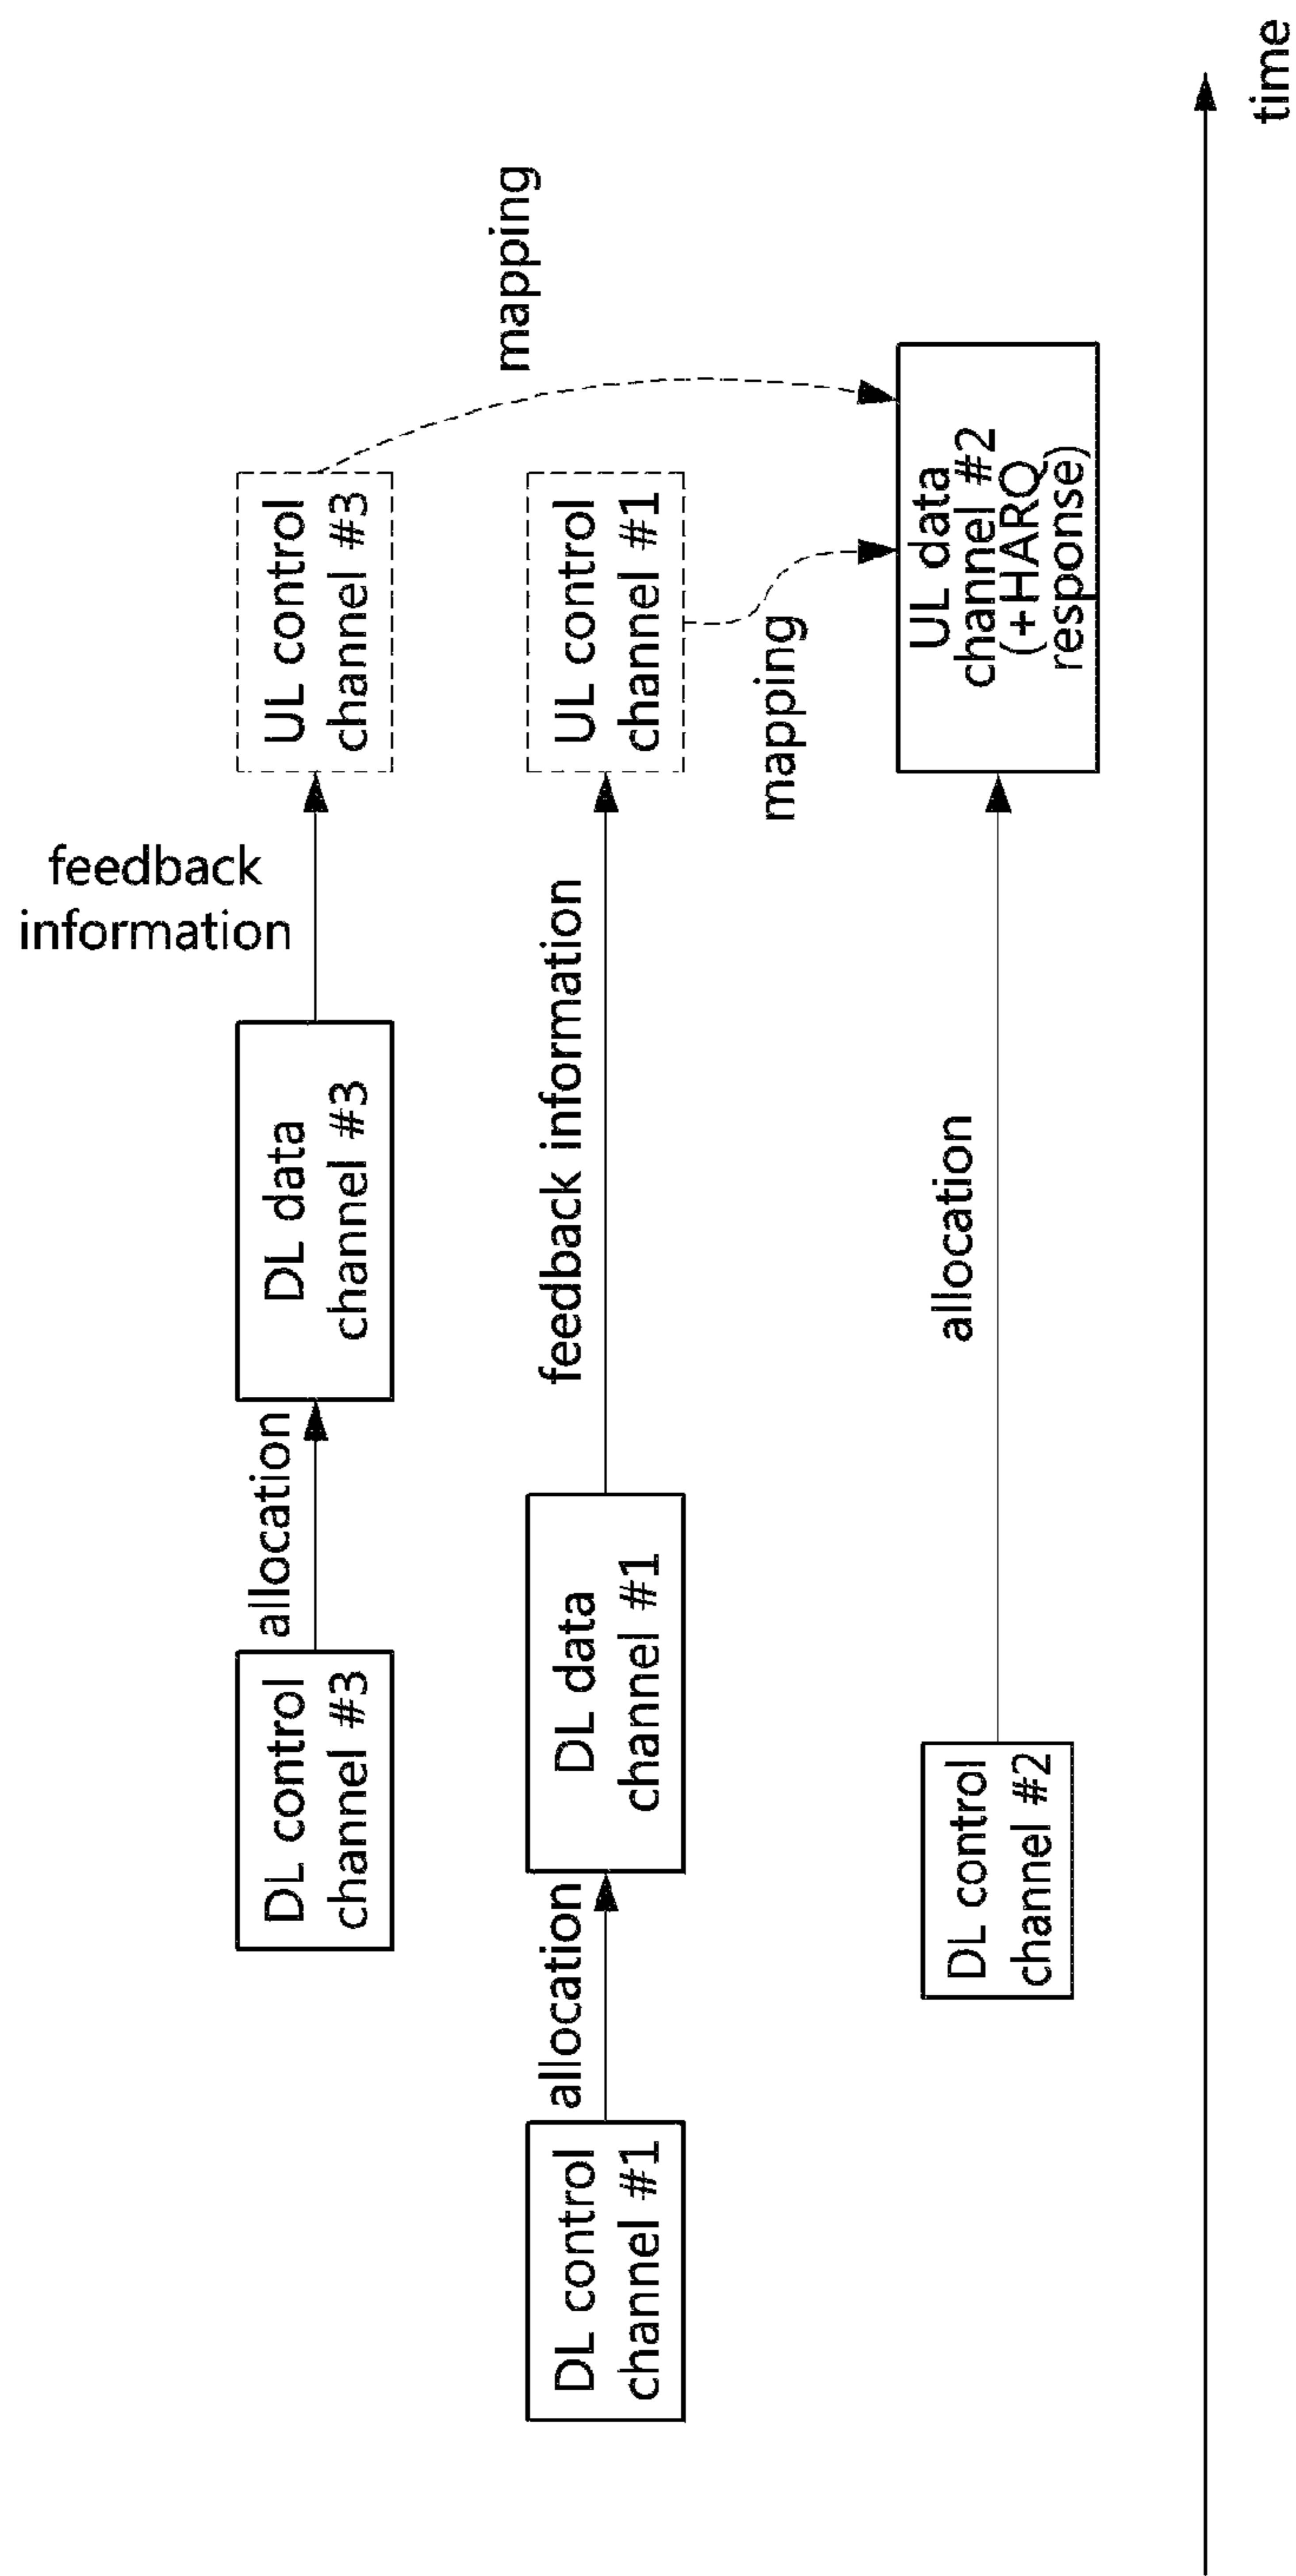 DL control
channel #3
allocation
DL data
channel #3
feedback
information
UL control
channel #3
mapping
DL control
channel #1
allocation
DL data
channel #1
feedback information
UL control
channel #1
mapping
DL control
channel #2
allocation
UL data
channel #2
(+HARQ
response)
time